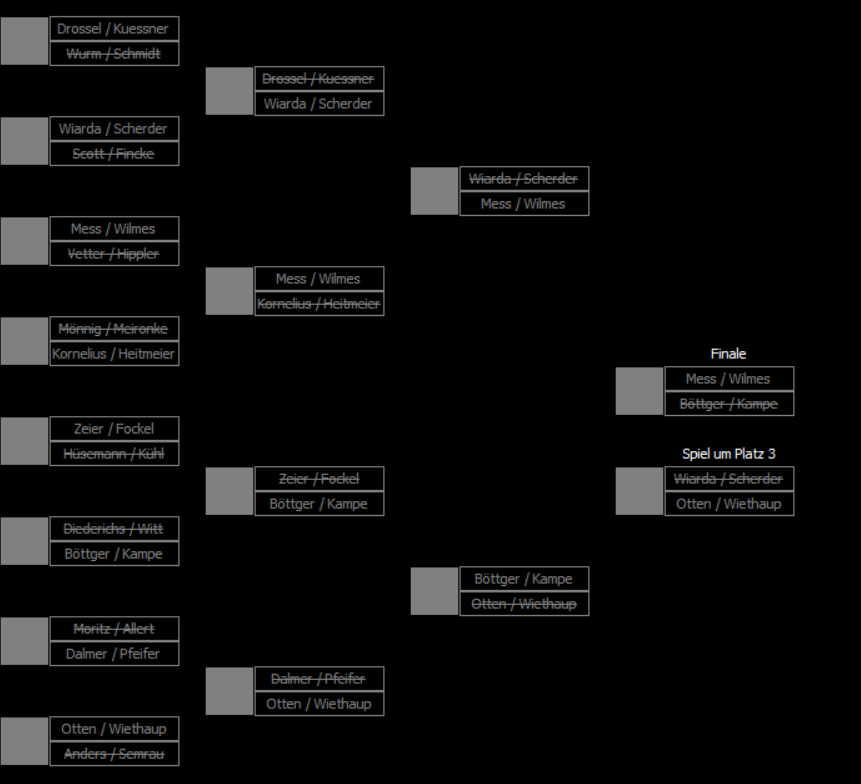 Drossel / Kuessner
Wurm / Schmidt
Wiarda / Scherder
Scott / Fincke
Mess / Wilmes
Vetter / Hippler
Mönnig / Meironke
Kornelius / Heitmeier
Zeier / Fockel
Hüsemann / Kühl
Diederichs / Witt
Böttger / Kampe
Moritz / Allert
Dalmer / Pfeifer
Otten / Wiethaup
Anders / Semrau
Drossel / Kuessner
Wiarda / Scherder
Mess / Wilmes
Kornelius / Heitmeier
Zeier / Fockel
Böttger / Kampe
Dalmer / Pfeifer
Otten / Wiethaup
Wiarda / Scherder
Mess / Wilmes
Böttger / Kampe
Otten / Wiethaup
Finale
Mess / Wilmes
Böttger / Kampe
Spiel um Platz 3
Wiarda / Scherder
Otten / Wiethaup